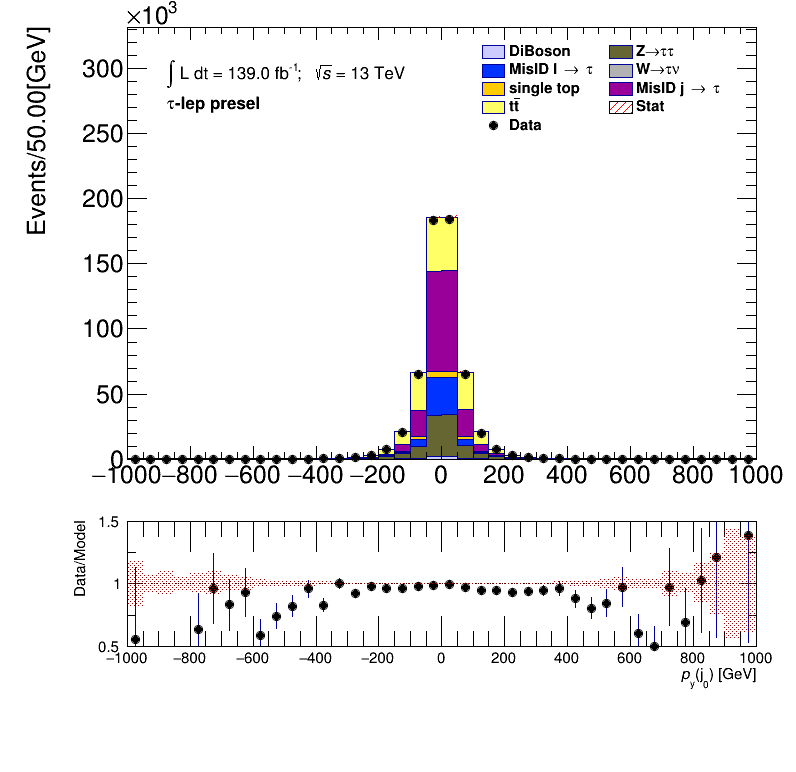 ×10³
Events/50.00[GeV]
300
250
200
150
100
50
0
∫ L dt = 139.0 fb⁻¹; √s = 13 TeV
τ-lep presel
DiBoson
MisID l → τ
single top
tt̄
Data
Z→ττ
W→τν
MisID j → τ
Stat
−1000 −800 −600 −400 −200 0 200 400 600 800 1000
Data/Model
1.5
1
0.5
−1000 −800 −600 −400 −200 0 200 400 600 800 1000
p_y(j_0) [GeV]